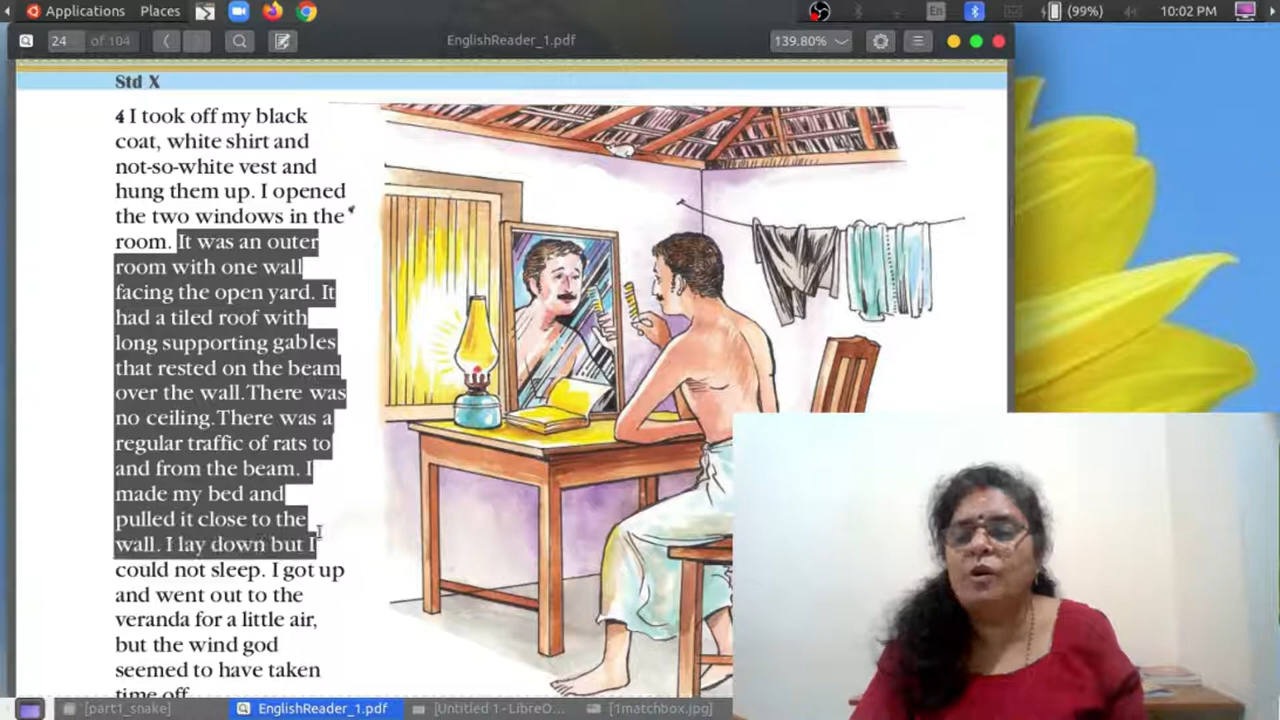 Applications Places En (99%) 10:02 PM
24 of 104 EnglishReader_1.pdf 139.80%
Std X
4 I took off my black
coat, white shirt and
not-so-white vest and
hung them up. I opened
the two windows in the
room. It was an outer
room with one wall
facing the open yard. It
had a tiled roof with
long supporting gables
that rested on the beam
over the wall.There was
no ceiling.There was a
regular traffic of rats to
and from the beam. I
made my bed and
pulled it close to the
wall. I lay down but I
could not sleep. I got up
and went out to the
veranda for a little air,
but the wind god
seemed to have taken
time off.
[part1_snake] EnglishReader_1.pdf [Untitled 1 - LibreO... [1matchbox.jpg]